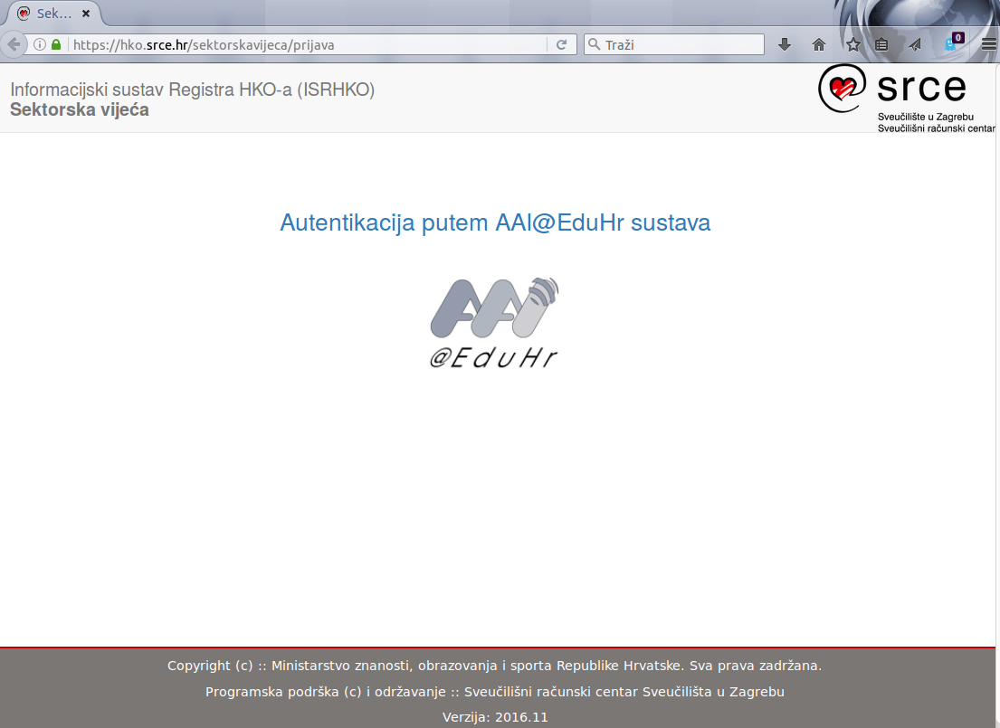 Sek...
https://hko.srce.hr/sektorskavijeca/prijava
Traži
0
Informacijski sustav Registra HKO-a (ISRHKO)
Sektorska vijeća
srce
Sveučilište u Zagrebu
Sveučilišni računski centar
Autentikacija putem AAI@EduHr sustava
AAI
@EduHr
Copyright (c) :: Ministarstvo znanosti, obrazovanja i sporta Republike Hrvatske. Sva prava zadržana.
Programska podrška (c) i održavanje :: Sveučilišni računski centar Sveučilišta u Zagrebu
Verzija: 2016.11